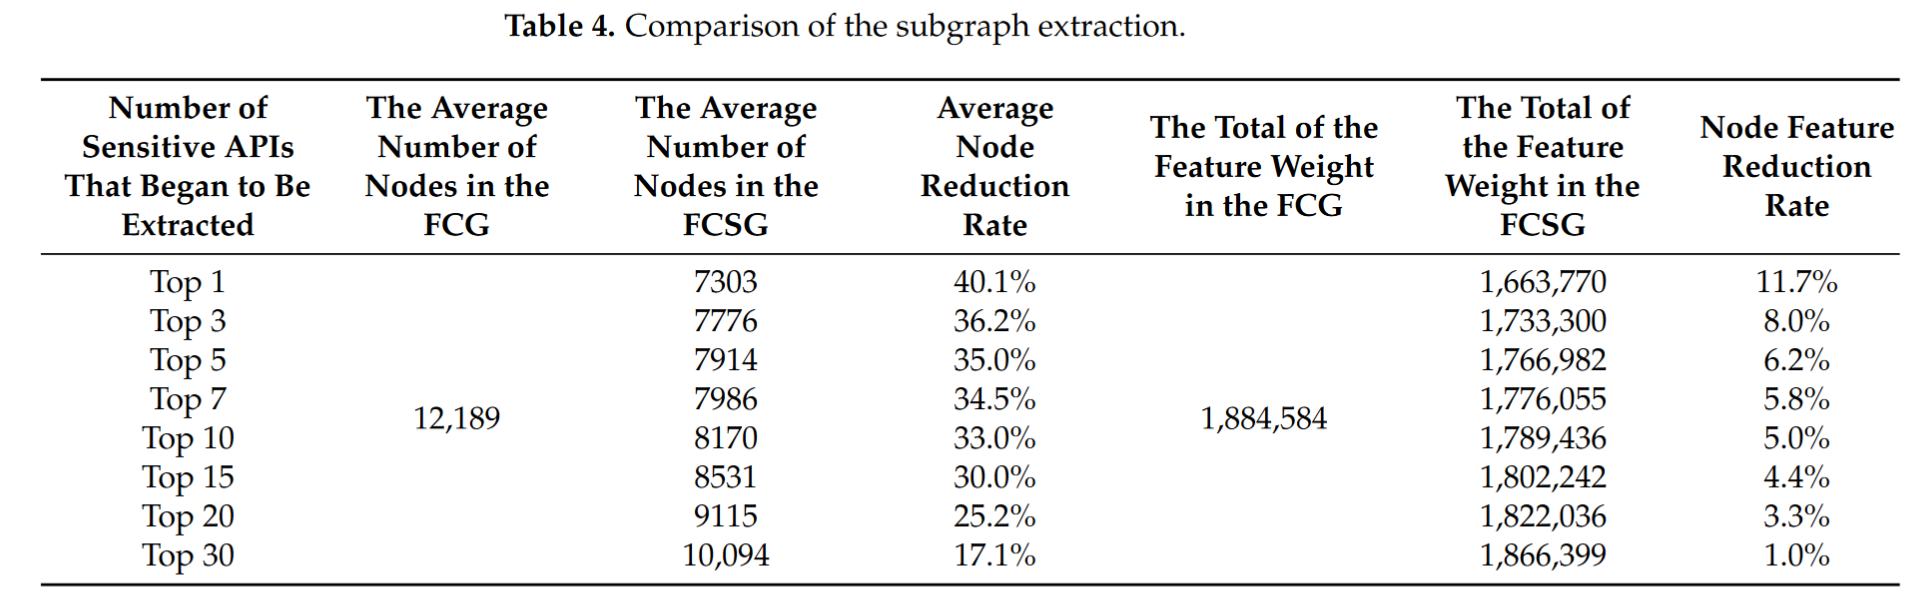 Table 4. Comparison of the subgraph extraction.
Number of Sensitive APIs That Began to Be Extracted | The Average Number of Nodes in the FCG | The Average Number of Nodes in the FCSG | Average Node Reduction Rate | The Total of the Feature Weight in the FCG | The Total of the Feature Weight in the FCSG | Node Feature Reduction Rate
Top 1 7303 40.1% 1,663,770 11.7%
Top 3 7776 36.2% 1,733,300 8.0%
Top 5 7914 35.0% 1,766,982 6.2%
Top 7 7986 34.5% 1,776,055 5.8%
12,189 1,884,584
Top 10 8170 33.0% 1,789,436 5.0%
Top 15 8531 30.0% 1,802,242 4.4%
Top 20 9115 25.2% 1,822,036 3.3%
Top 30 10,094 17.1% 1,866,399 1.0%